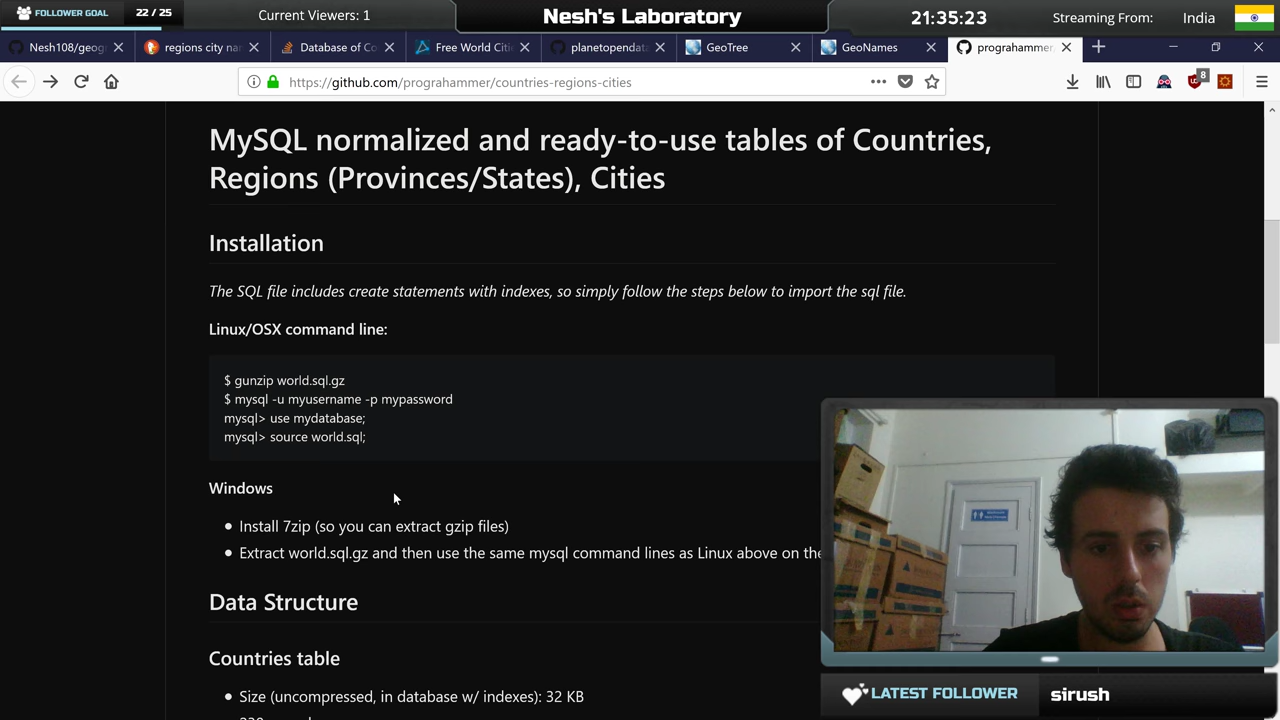 FOLLOWER GOAL 22 / 25
Current Viewers: 1
Nesh's Laboratory
21:35:23
Streaming From: India
Nesh108/geog
regions city na
Database of Co
Free World Citi
planetopendat
GeoTree
GeoNames
prograhammer
https://github.com/prograhammer/countries-regions-cities
8
MySQL normalized and ready-to-use tables of Countries,
Regions (Provinces/States), Cities
Installation
The SQL file includes create statements with indexes, so simply follow the steps below to import the sql file.
Linux/OSX command line:
$ gunzip world.sql.gz
$ mysql -u myusername -p mypassword
mysql> use mydatabase;
mysql> source world.sql;
Windows
Install 7zip (so you can extract gzip files)
Extract world.sql.gz and then use the same mysql command lines as Linux above on the
Data Structure
Countries table
Size (uncompressed, in database w/ indexes): 32 KB
LATEST FOLLOWER sirush